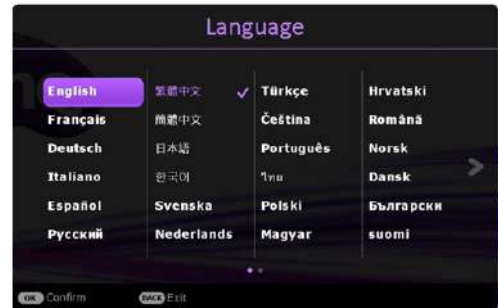 Language
English 繁體中文 Türkçe Hrvatski
Français 簡體中文 Čeština Română
Deutsch 日本語 Português Norsk
Italiano 한국어 ไทย Dansk
Español Svenska Polski Български
Русский Nederlands Magyar suomi
OK Confirm BACK Exit